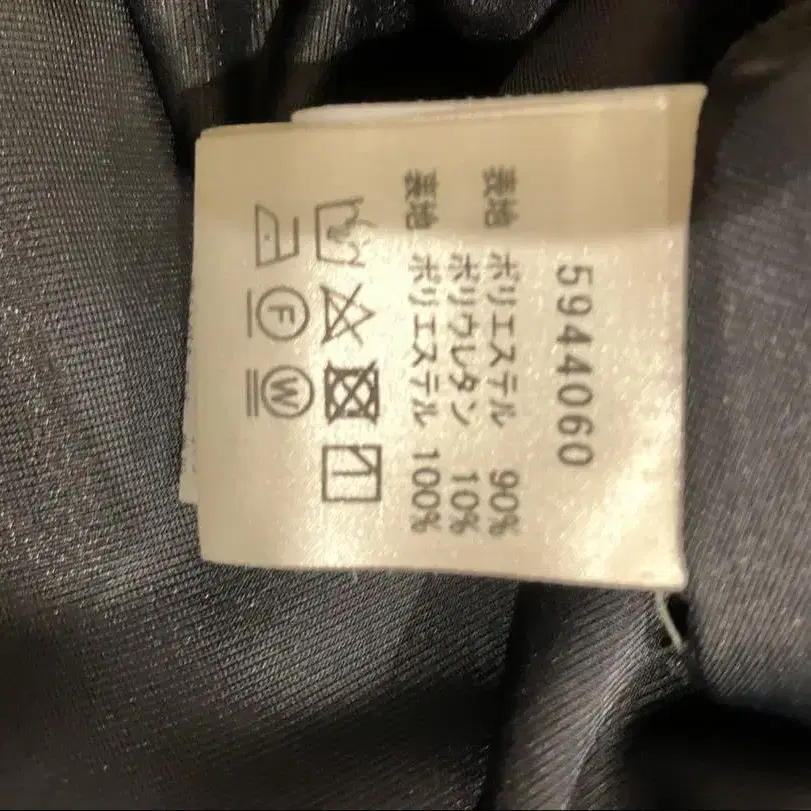 5944060
表地 ポリエステル 90%
ポリウレタン 10%
裏地 ポリエステル 100%
F
W